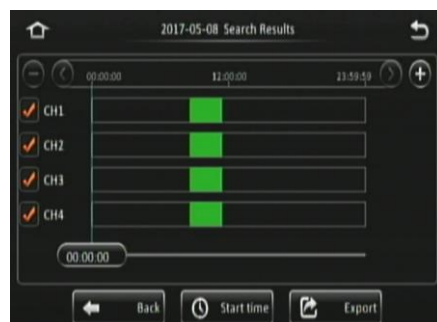 2017-05-08 Search Results
00:00:00 12:00:00 23:59:59
CH1
CH2
CH3
CH4
00:00:00
Back Start time Export